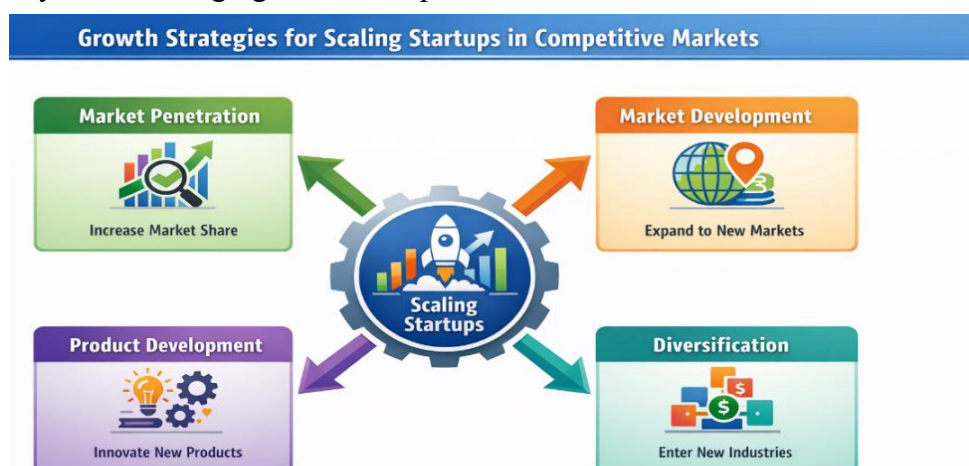 Growth Strategies for Scaling Startups in Competitive Markets
Market Penetration
Increase Market Share
Market Development
Expand to New Markets
Scaling
Startups
Product Development
Innovate New Products
Diversification
$
$
Enter New Industries